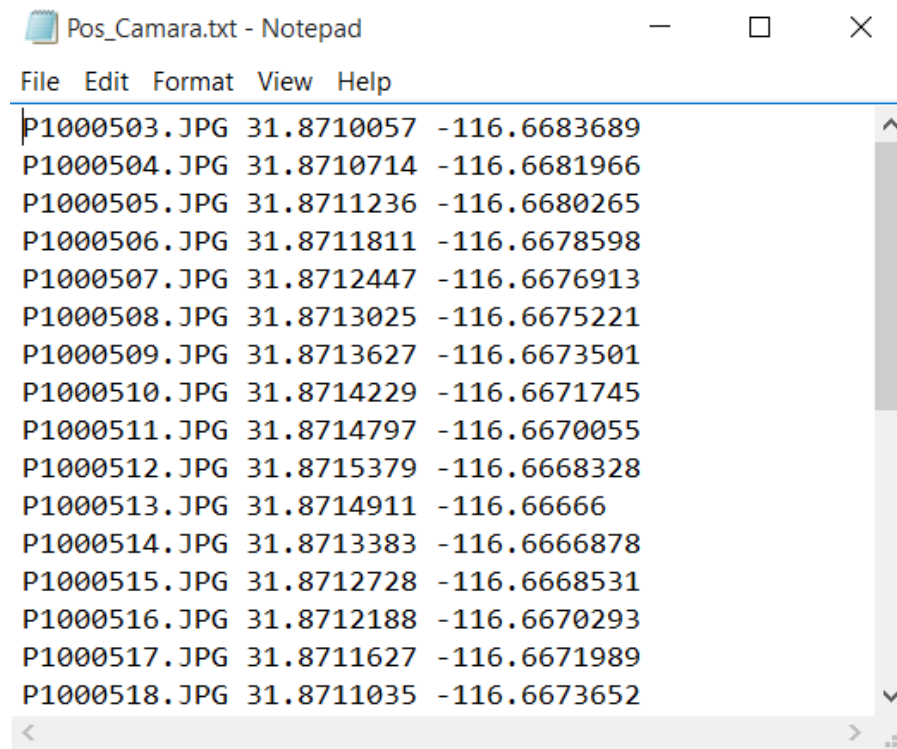 Pos_Camara.txt - Notepad
File Edit Format View Help
P1000503.JPG 31.8710057 -116.6683689
P1000504.JPG 31.8710714 -116.6681966
P1000505.JPG 31.8711236 -116.6680265
P1000506.JPG 31.8711811 -116.6678598
P1000507.JPG 31.8712447 -116.6676913
P1000508.JPG 31.8713025 -116.6675221
P1000509.JPG 31.8713627 -116.6673501
P1000510.JPG 31.8714229 -116.6671745
P1000511.JPG 31.8714797 -116.6670055
P1000512.JPG 31.8715379 -116.6668328
P1000513.JPG 31.8714911 -116.66666
P1000514.JPG 31.8713383 -116.6666878
P1000515.JPG 31.8712728 -116.6668531
P1000516.JPG 31.8712188 -116.6670293
P1000517.JPG 31.8711627 -116.6671989
P1000518.JPG 31.8711035 -116.6673652